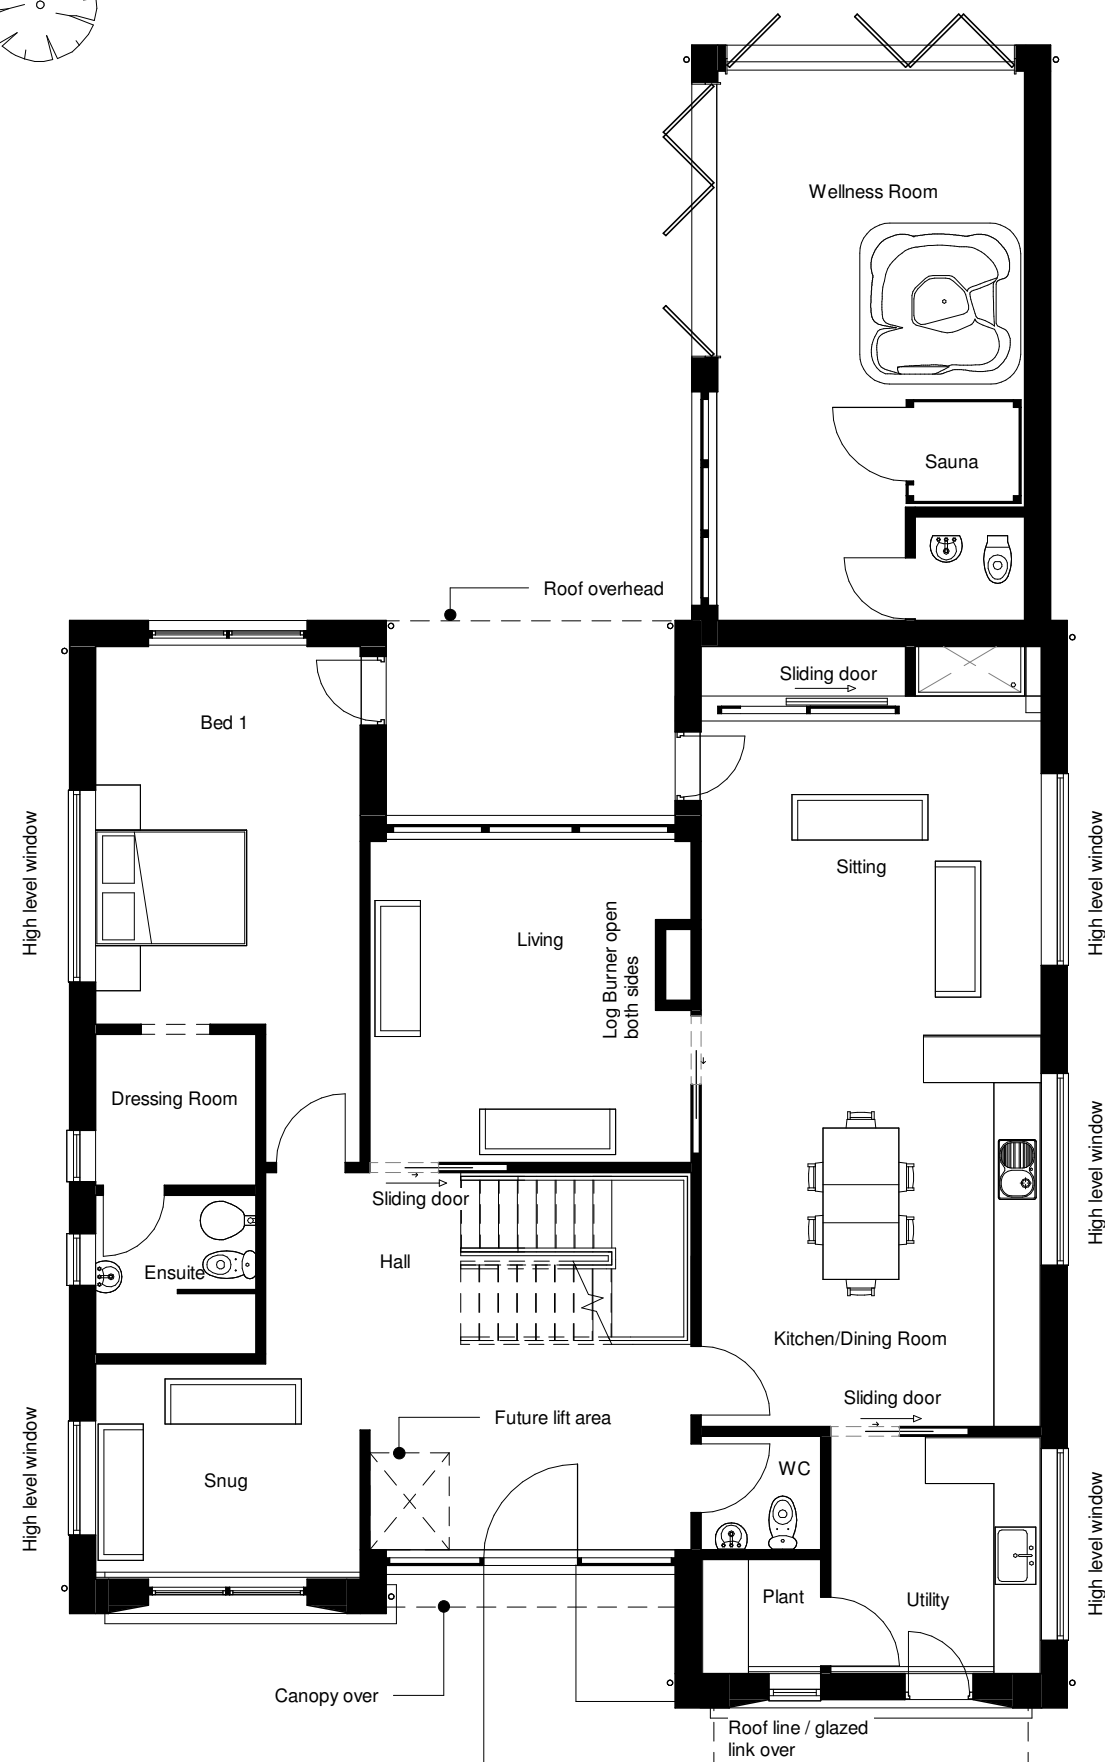 Wellness Room
Sauna
Roof overhead
Sliding door
Bed 1
Sitting
High level window
High level window
Living
Log Burner open
both sides
Dressing Room
High level window
Sliding door
Hall
Ensuite
Kitchen/Dining Room
Sliding door
Future lift area
WC
Snug
High level window
High level window
Plant
Utility
Canopy over
Roof line / glazed
link over